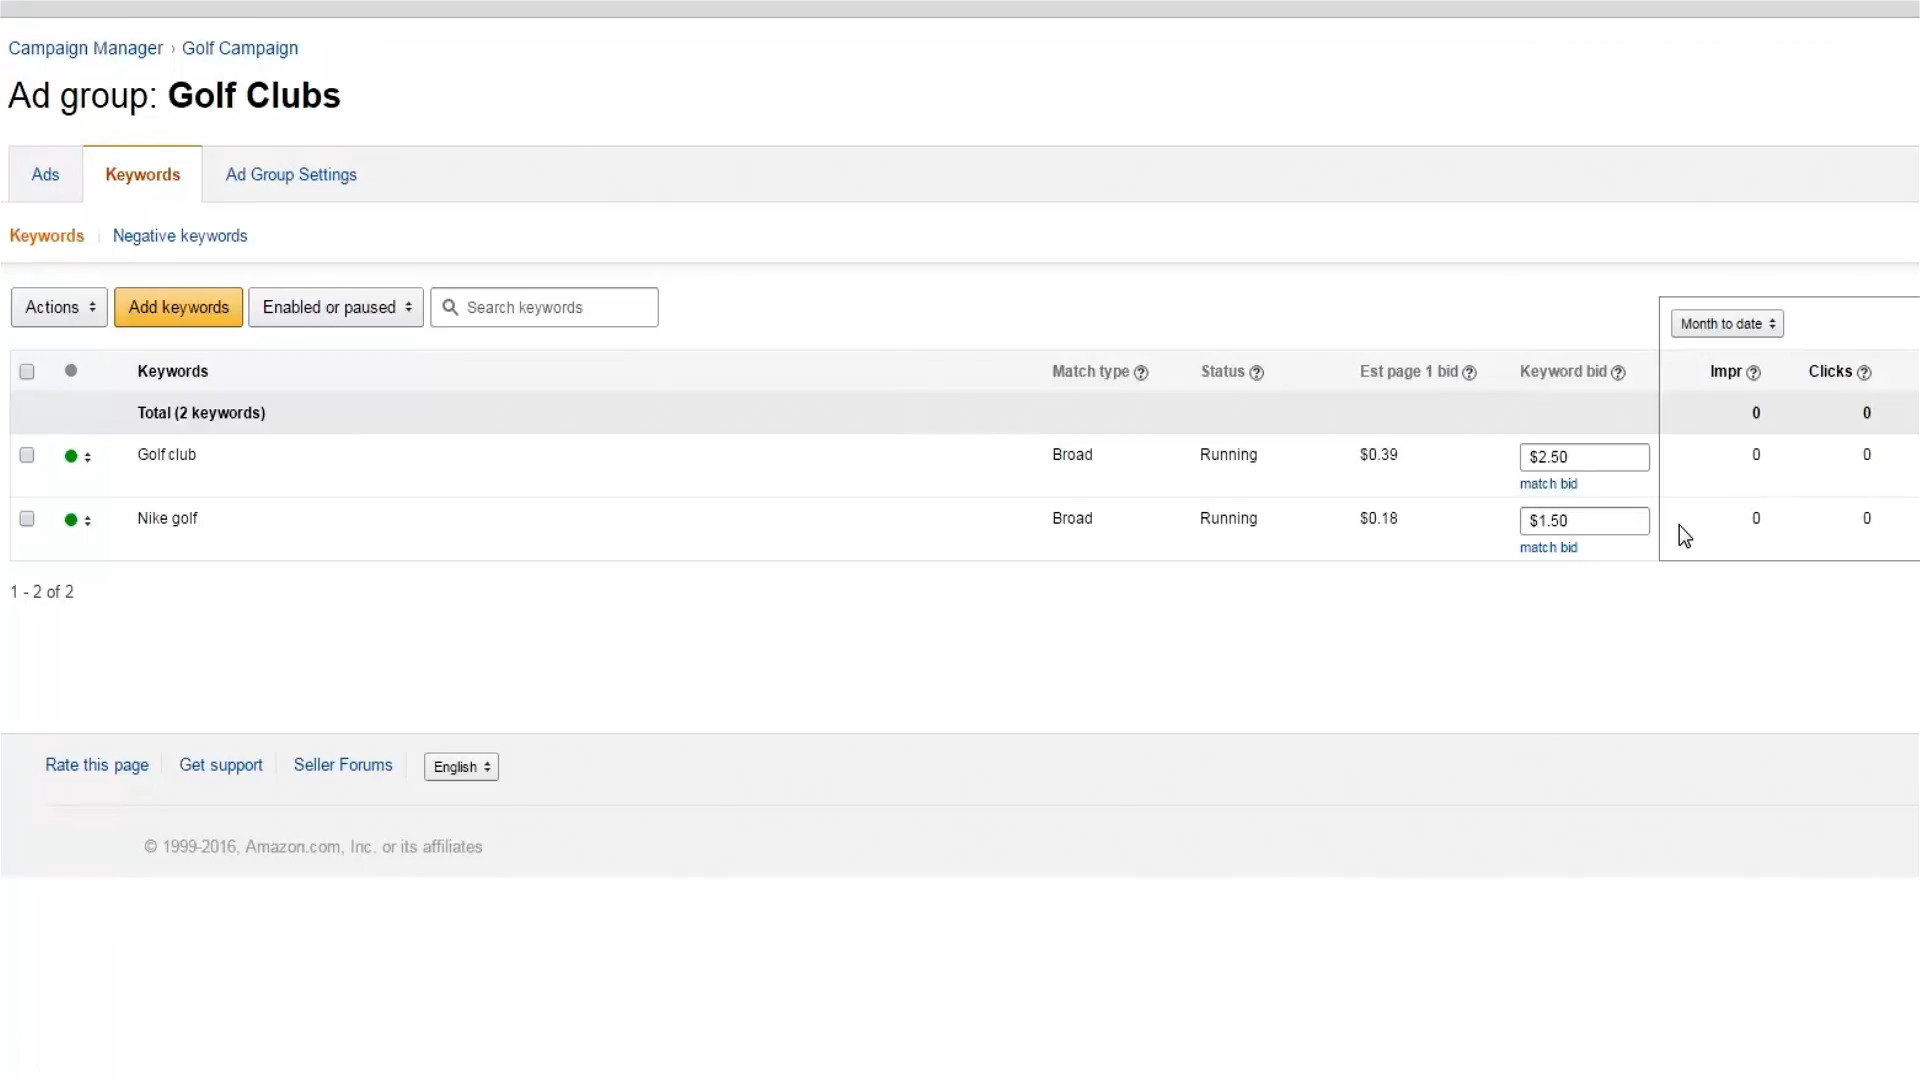 Campaign Manager › Golf Campaign
Ad group: Golf Clubs
Ads Keywords Ad Group Settings
Keywords Negative keywords
Actions Add keywords Enabled or paused Search keywords
Month to date
Keywords Match type ? Status ? Est page 1 bid ? Keyword bid ? Impr ? Clicks ?
Total (2 keywords) 0 0
Golf club Broad Running $0.39 $2.50 0 0
match bid
Nike golf Broad Running $0.18 $1.50 0 0
match bid
1 - 2 of 2
Rate this page Get support Seller Forums English
© 1999-2016, Amazon.com, Inc. or its affiliates